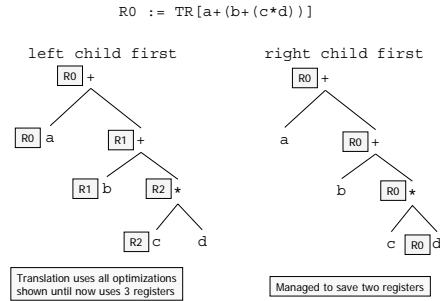 R0 := TR[a+(b+(c*d))]
left child first
right child first
R0 +
R0 +
R0 a
R1 +
a
R0 +
R1 b
R2 *
b
R0 *
R2 c
d
c
R0 d
Translation uses all optimizations
shown until now uses 3 registers
Managed to save two registers